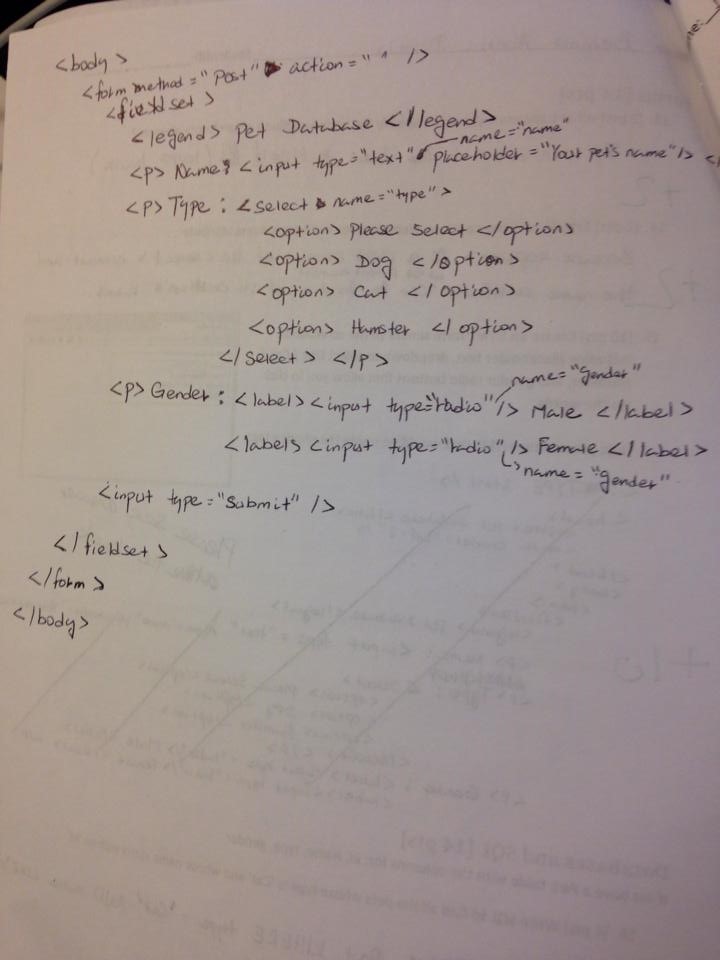 <body>
<form method="Post" action=" " />
<fieldset>
<legend> Pet Database </legend>
name="name"
<p> Name: <input type="text" placeholder="Your pet's name"/> </
<p> Type : <select name="type">
<option> Please Select </option>
<option> Dog </option>
<option> Cat </option>
<option> Hamster </option>
</select> </p>
name="gender"
<p> Gender : <label> <input type="radio" /> Male </label>
<label> <input type="radio" /> Female </label>
name="gender"
<input type="Submit" />
</fieldset>
</form>
</body>